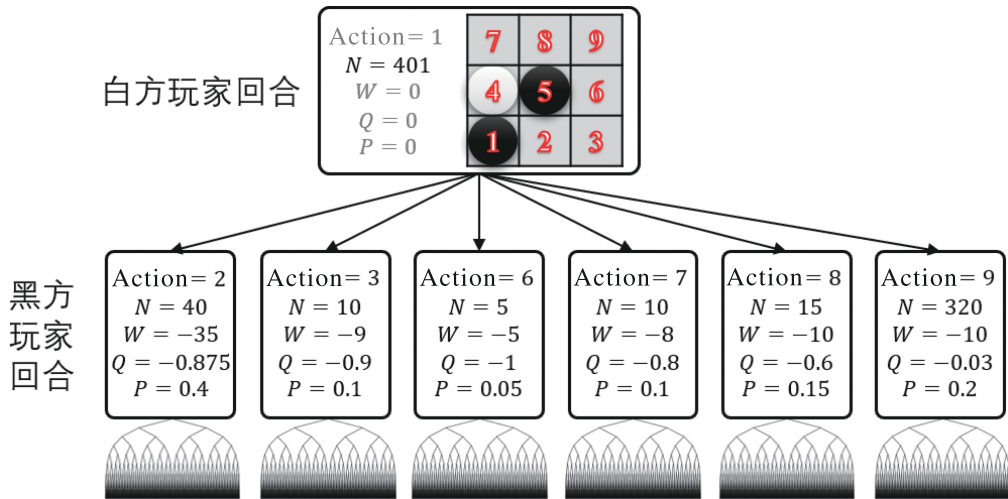 白方玩家回合
Action= 1
N = 401
W = 0
Q = 0
P = 0
7 8 9
4 5 6
1 2 3
黑方
玩家
回合
Action= 2
N = 40
W = −35
Q = −0.875
P = 0.4
Action= 3
N = 10
W = −9
Q = −0.9
P = 0.1
Action= 6
N = 5
W = −5
Q = −1
P = 0.05
Action= 7
N = 10
W = −8
Q = −0.8
P = 0.1
Action= 8
N = 15
W = −10
Q = −0.6
P = 0.15
Action= 9
N = 320
W = −10
Q = −0.03
P = 0.2